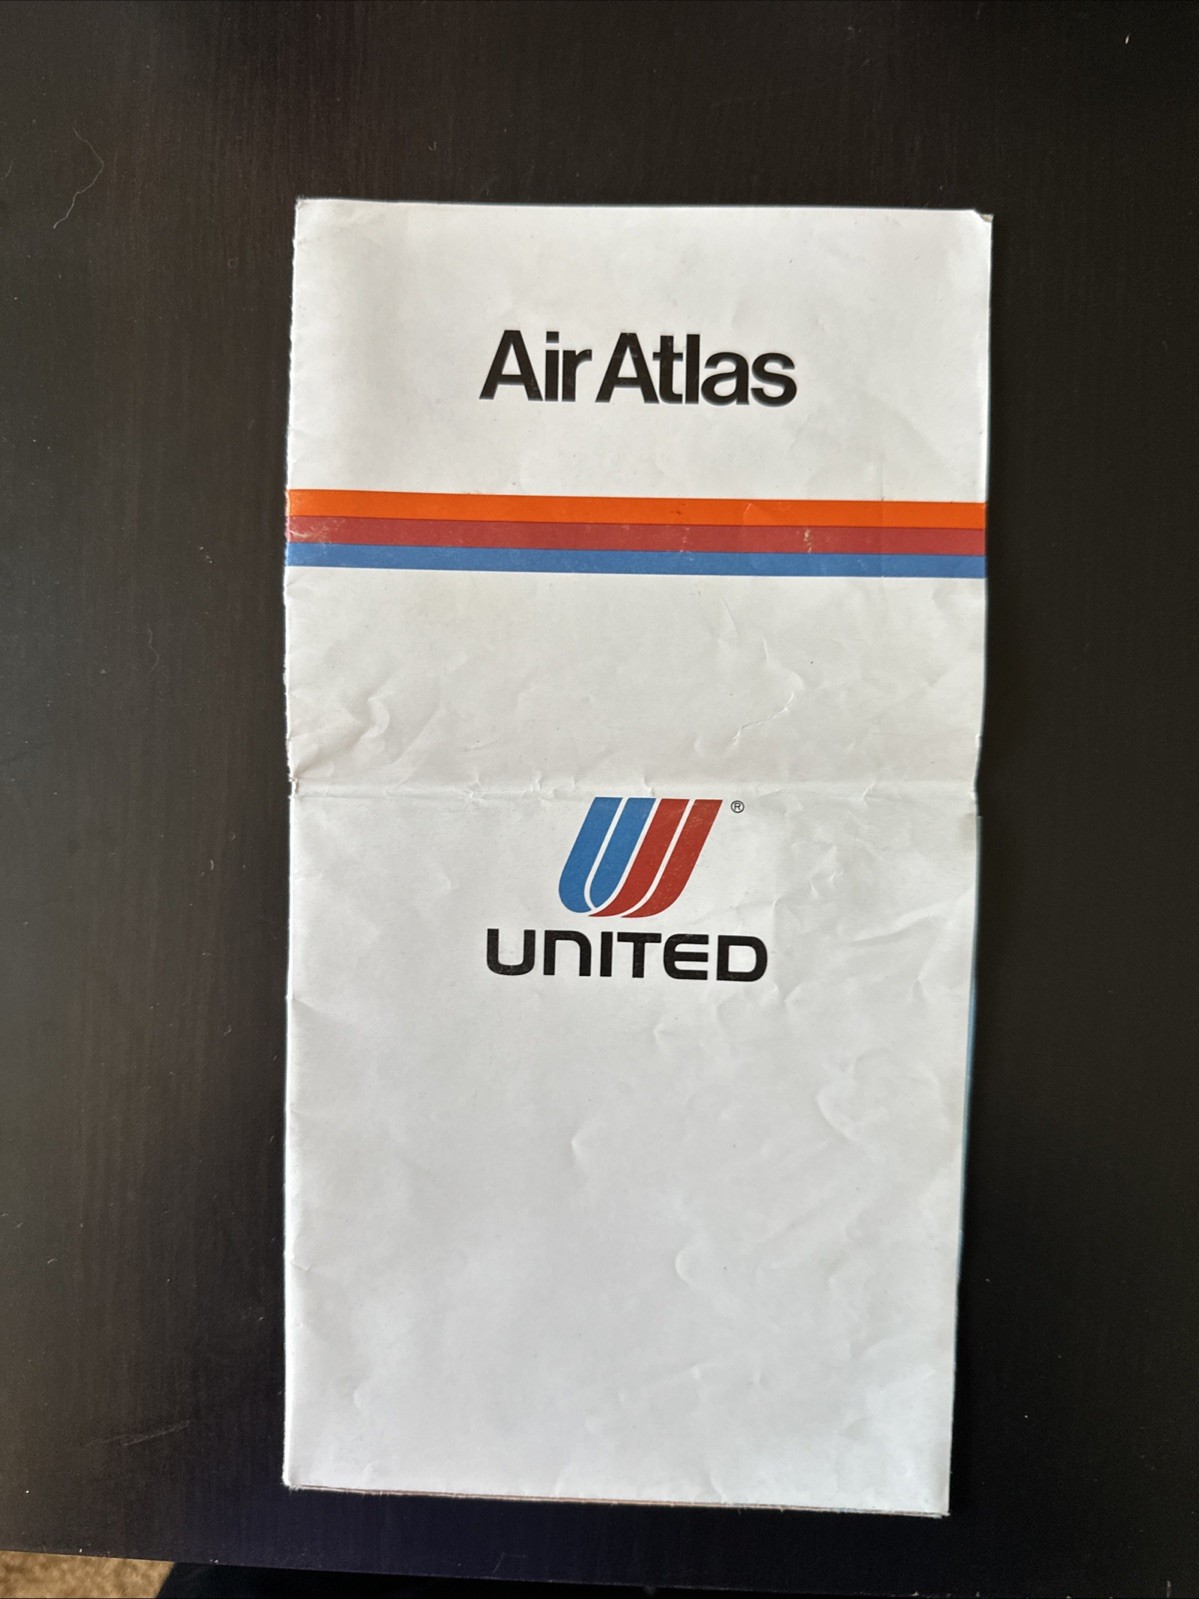 Air Atlas
®
UNITED